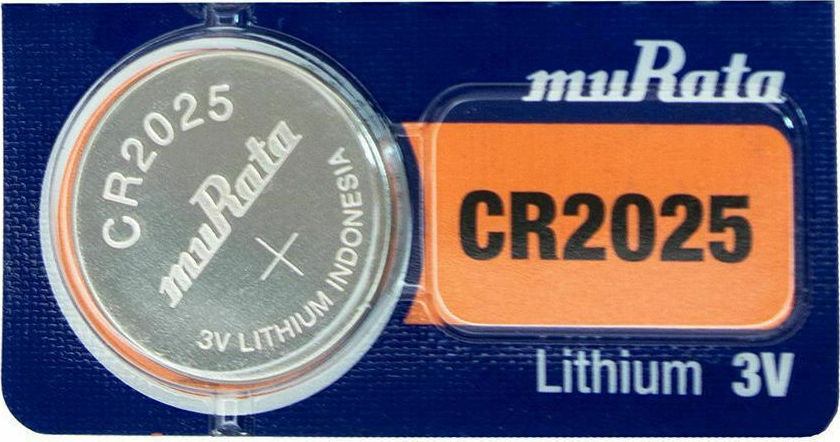 CR2025
muRata
+
3V LITHIUM INDONESIA
muRata
CR2025
Lithium 3V